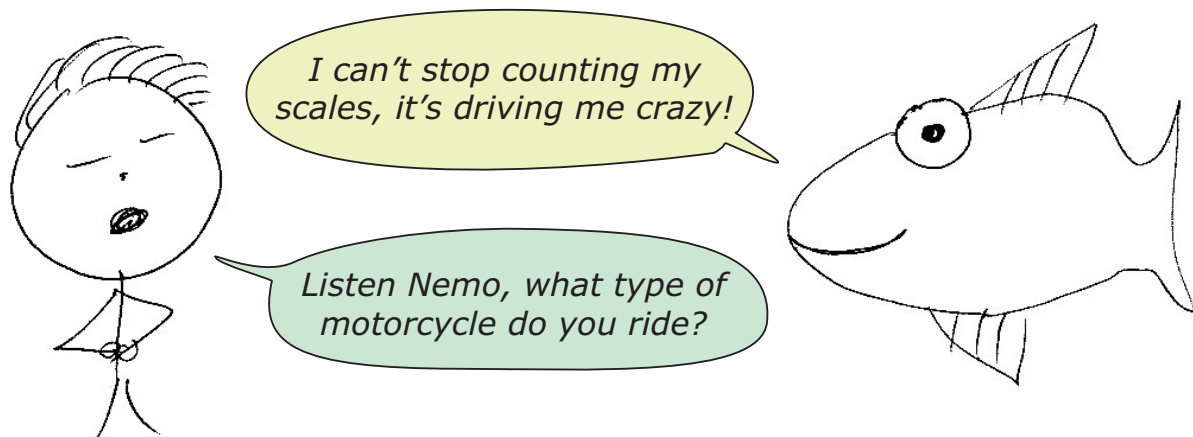 I can’t stop counting my
scales, it’s driving me crazy!
Listen Nemo, what type of
motorcycle do you ride?